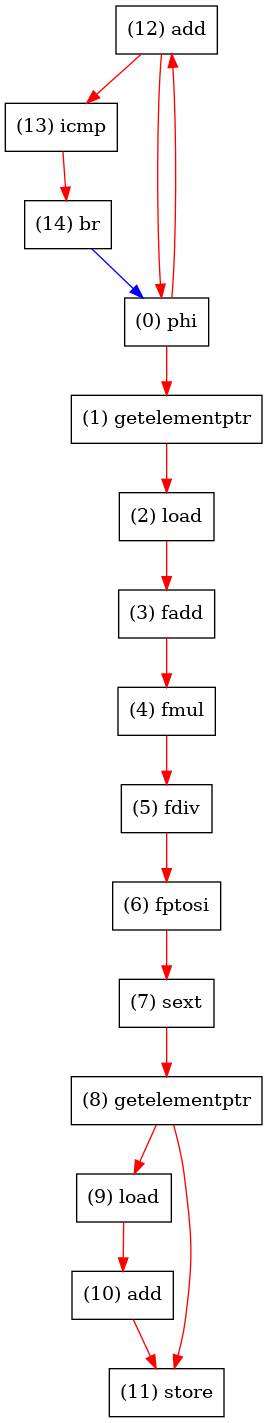 (12) add
(13) icmp
(14) br
(0) phi
(1) getelementptr
(2) load
(3) fadd
(4) fmul
(5) fdiv
(6) fptosi
(7) sext
(8) getelementptr
(9) load
(10) add
(11) store